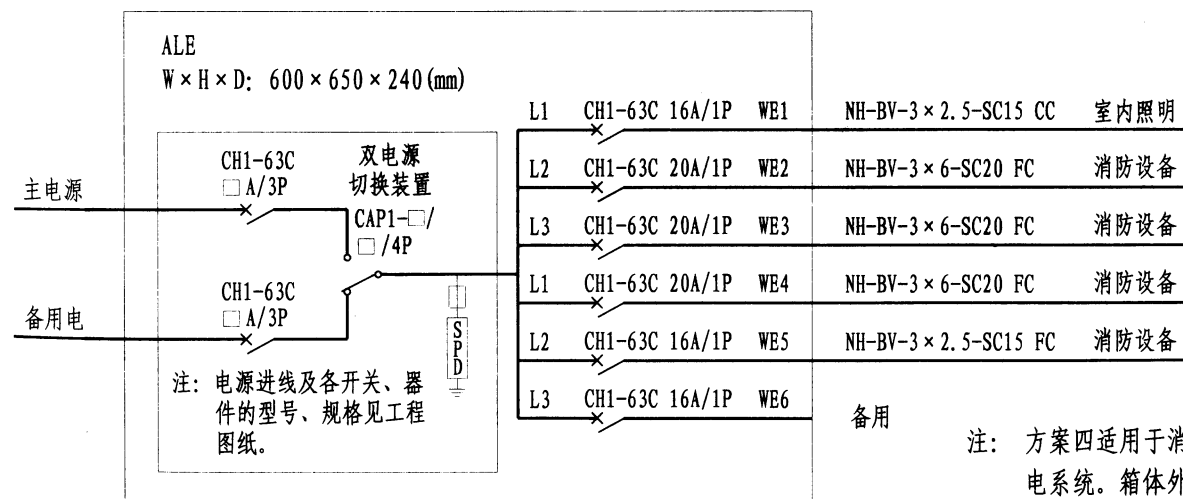 ALE
W×H×D: 600×650×240(mm)
主电源
CH1-63C
□A/3P
双电源
切换装置
CAP1-□/
□/4P
备用电
CH1-63C
□A/3P
SPD
注: 电源进线及各开关、器
件的型号、规格见工程
图纸。
L1 CH1-63C 16A/1P WE1 NH-BV-3×2.5-SC15 CC 室内照明
L2 CH1-63C 20A/1P WE2 NH-BV-3×6-SC20 FC 消防设备
L3 CH1-63C 20A/1P WE3 NH-BV-3×6-SC20 FC 消防设备
L1 CH1-63C 20A/1P WE4 NH-BV-3×6-SC20 FC 消防设备
L2 CH1-63C 16A/1P WE5 NH-BV-3×2.5-SC15 FC 消防设备
L3 CH1-63C 16A/1P WE6 备用
注: 方案四适用于消
电系统。箱体外